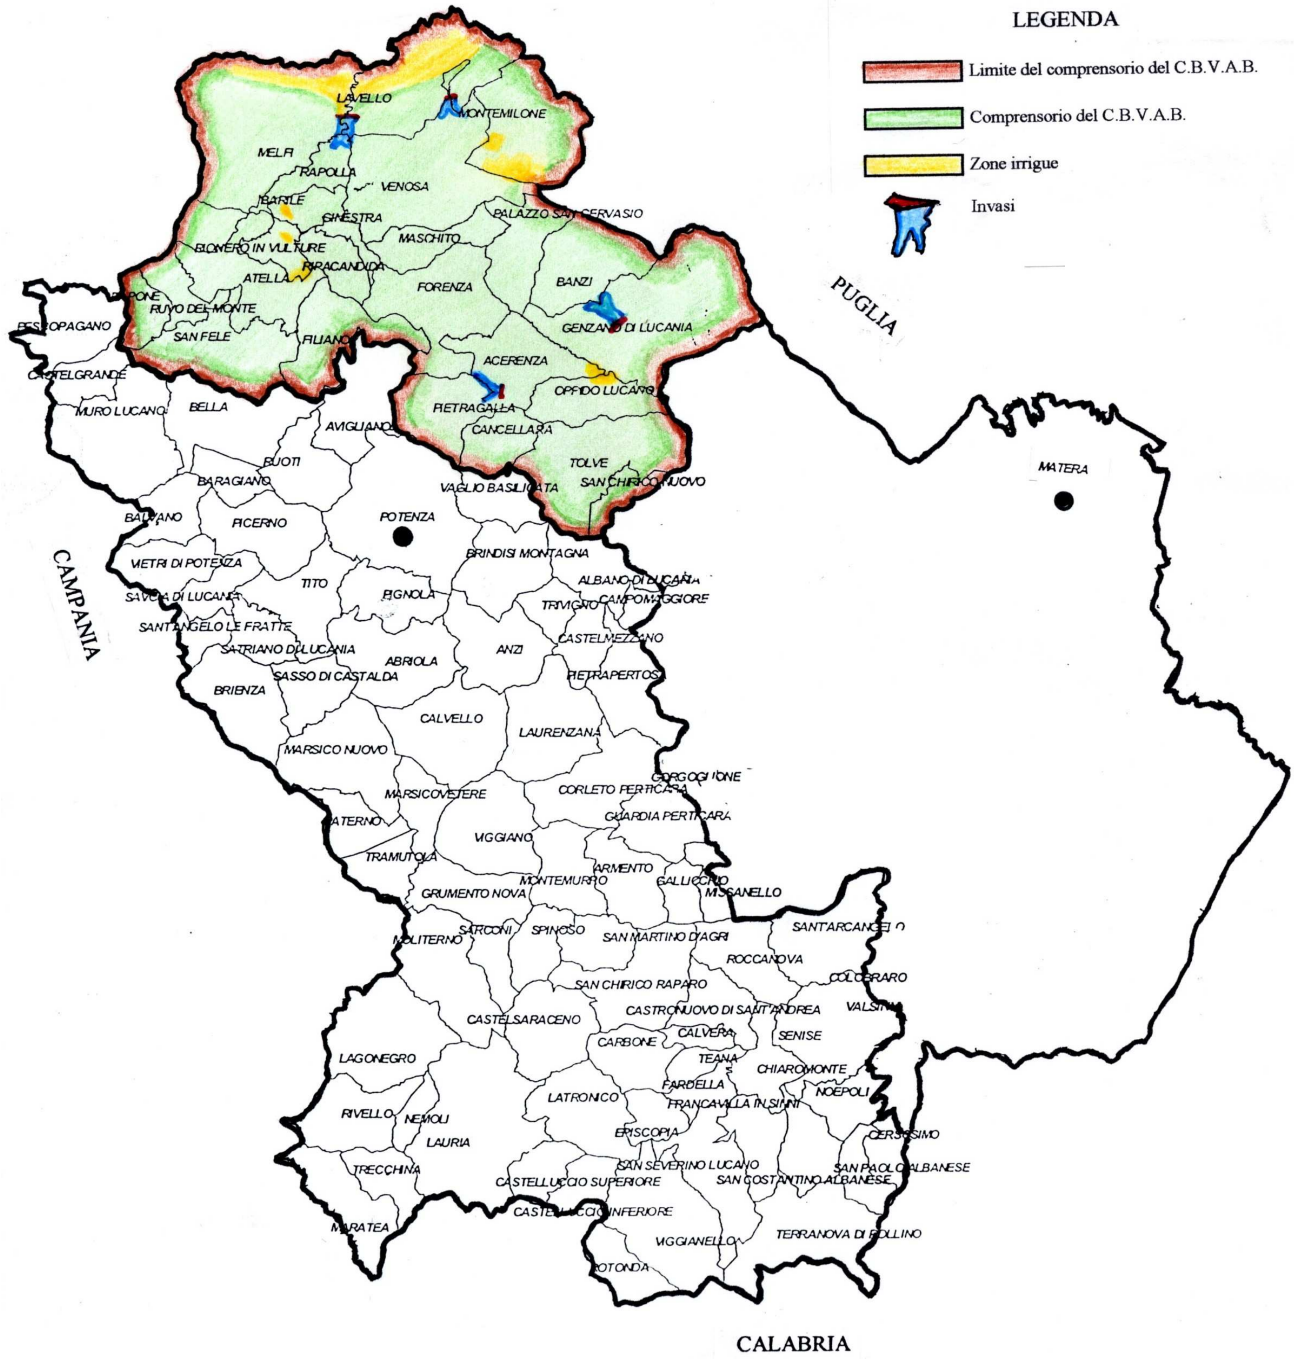 LEGENDA
Limite del comprensorio del C.B.V.A.B.
Comprensorio del C.B.V.A.B.
Zone irrigue
Invasi
PUGLIA
CAMPANIA
CALABRIA
LAVELLO
MONTEMILONE
MELFI
RAPOLLA
VENOSA
BARILE
GINESTRA
PALAZZO SAN GERVASIO
MASCHITO
RIONERO IN VULTURE
RIPACANDIDA
ATELLA
FORENZA
BANZI
RUVO DEL MONTE
PESCOPAGANO
SAN FELE
FILIANO
GENZANO DI LUCANIA
ACERENZA
CASTELGRANDE
OPPIDO LUCANO
MURO LUCANO
BELLA
PIETRAGALLA
AVIGLIANO
CANCELLARA
RUOTI
TOLVE
MATERA
BARAGIANO
VAGLIO BASILICATA
SAN CHIRICO NUOVO
BALVANO
PICERNO
POTENZA
BRINDISI MONTAGNA
VIETRI DI POTENZA
TITO
ALBANO DI LUCANIA
SAVOIA DI LUCANIA
PIGNOLA
TRIVIGNO
CAMPOMAGGIORE
SANT'ANGELO LE FRATTE
CASTELMEZZANO
SATRIANO DI LUCANIA
ABRIOLA
ANZI
SASSO DI CASTALDA
PIETRAPERTOSA
BRIENZA
CALVELLO
LAURENZANA
MARSICO NUOVO
GORGOGLIONE
MARSICOVETERE
CORLETO PERTICARA
GUARDIA PERTICARA
PATERNO
VIGGIANO
TRAMUTOLA
ARMENTO
MONTEMURRO
GALLICCHIO
GRUMENTO NOVA
MISSANELLO
SARCONI
SPINOSO
SANT'ARCANGELO
MOLITERNO
SAN MARTINO D'AGRI
ROCCANOVA
SAN CHIRICO RAPARO
COLOBRARO
CASTRONUOVO DI SANT'ANDREA
VALSINNI
CASTELSARACENO
CALVERA
SENISE
CARBONE
LAGONEGRO
TEANA
CHIAROMONTE
FARDELLA
NOEPOLI
LATRONICO
FRANCAVILLA IN SINNI
RIVELLO
NEMOLI
EPISCOPIA
CERSOSIMO
LAURIA
TRECCHINA
SAN SEVERINO LUCANO
SAN PAOLO ALBANESE
CASTELLUCCIO SUPERIORE
SAN COSTANTINO ALBANESE
CASTELLUCCIO INFERIORE
MARATEA
VIGGIANELLO
TERRANOVA DI POLLINO
ROTONDA